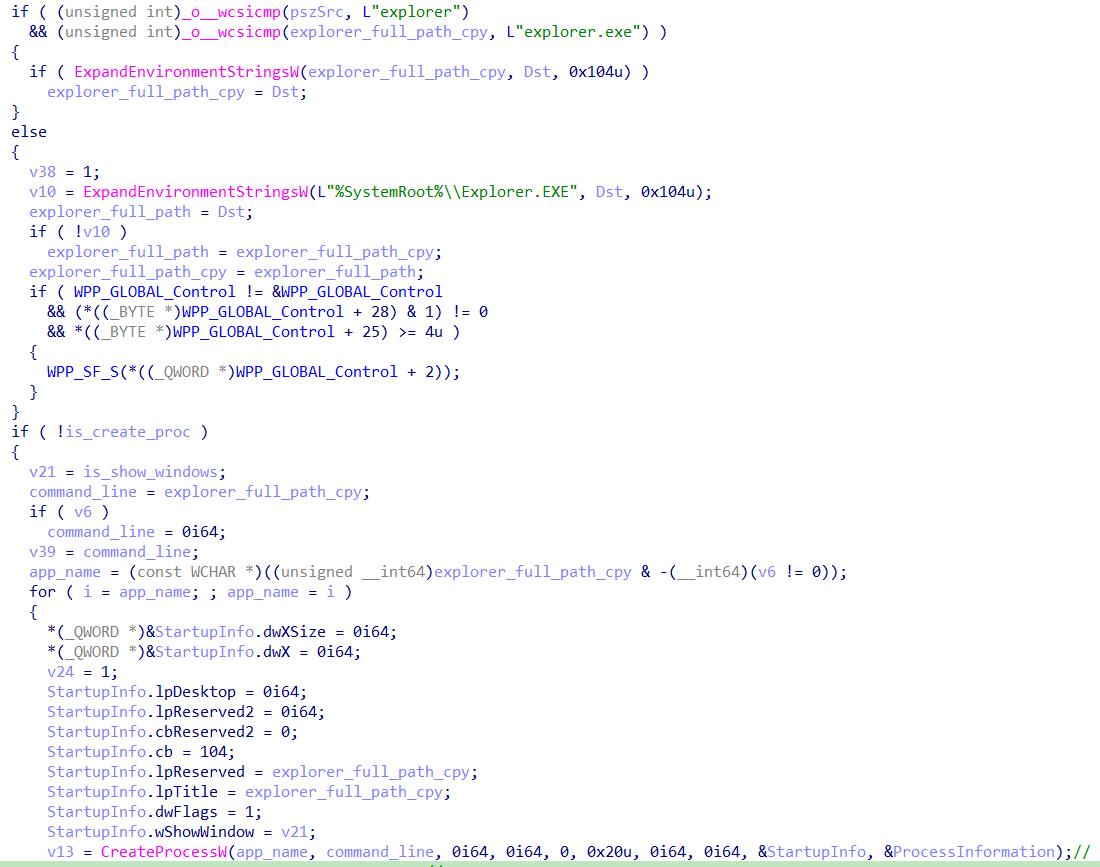 if ( (unsigned int)_o__wcsicmp(pszSrc, L"explorer")
  && (unsigned int)_o__wcsicmp(explorer_full_path_cpy, L"explorer.exe") )
{
  if ( ExpandEnvironmentStringsW(explorer_full_path_cpy, Dst, 0x104u) )
    explorer_full_path_cpy = Dst;
}
else
{
  v38 = 1;
  v10 = ExpandEnvironmentStringsW(L"%SystemRoot%\\Explorer.EXE", Dst, 0x104u);
  explorer_full_path = Dst;
  if ( !v10 )
    explorer_full_path = explorer_full_path_cpy;
  explorer_full_path_cpy = explorer_full_path;
  if ( WPP_GLOBAL_Control != &WPP_GLOBAL_Control
    && (*((_BYTE *)WPP_GLOBAL_Control + 28) & 1) != 0
    && *((_BYTE *)WPP_GLOBAL_Control + 25) >= 4u )
  {
    WPP_SF_S(*((_QWORD *)WPP_GLOBAL_Control + 2));
  }
}
if ( !is_create_proc )
{
  v21 = is_show_windows;
  command_line = explorer_full_path_cpy;
  if ( v6 )
    command_line = 0i64;
  v39 = command_line;
  app_name = (const WCHAR *)((unsigned __int64)explorer_full_path_cpy & -(__int64)(v6 != 0));
  for ( i = app_name; ; app_name = i )
  {
    *(_QWORD *)&StartupInfo.dwXSize = 0i64;
    *(_QWORD *)&StartupInfo.dwX = 0i64;
    v24 = 1;
    StartupInfo.lpDesktop = 0i64;
    StartupInfo.lpReserved2 = 0i64;
    StartupInfo.cbReserved2 = 0;
    StartupInfo.cb = 104;
    StartupInfo.lpReserved = explorer_full_path_cpy;
    StartupInfo.lpTitle = explorer_full_path_cpy;
    StartupInfo.dwFlags = 1;
    StartupInfo.wShowWindow = v21;
    v13 = CreateProcessW(app_name, command_line, 0i64, 0i64, 0, 0x20u, 0i64, 0i64, &StartupInfo, &ProcessInformation);//